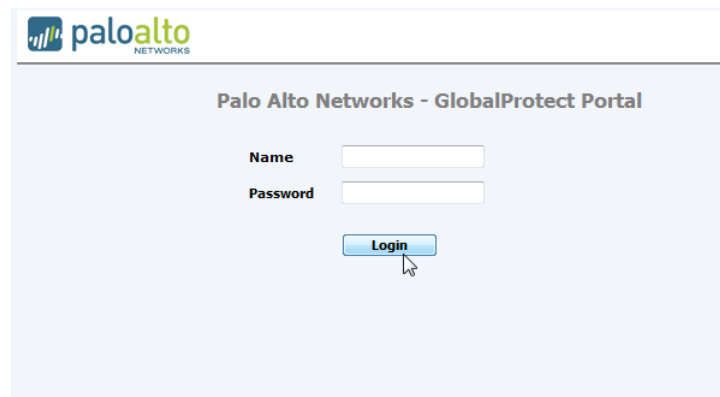 paloalto
NETWORKS
Palo Alto Networks - GlobalProtect Portal
Name
Password
Login